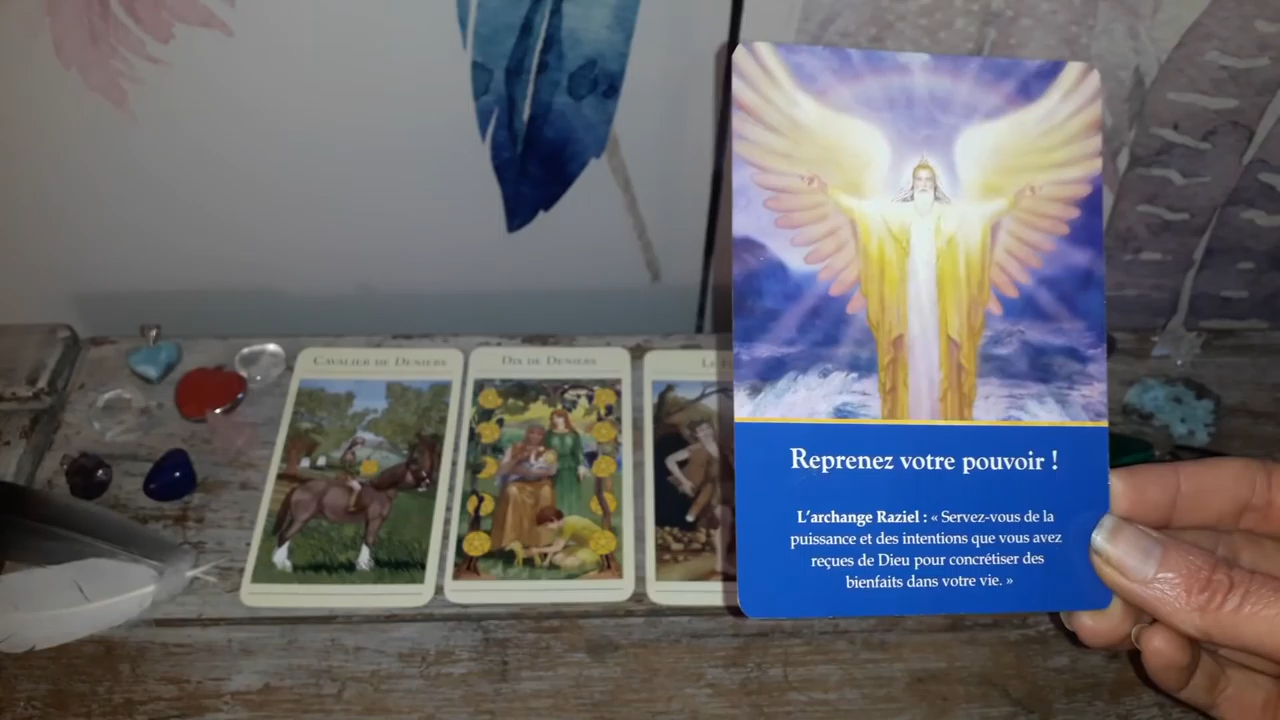 CAVALIER DE DENIERS
DIX DE DENIERS
Reprenez votre pouvoir !
L'archange Raziel : « Servez-vous de la
puissance et des intentions que vous avez
reçues de Dieu pour concrétiser des
bienfaits dans votre vie. »